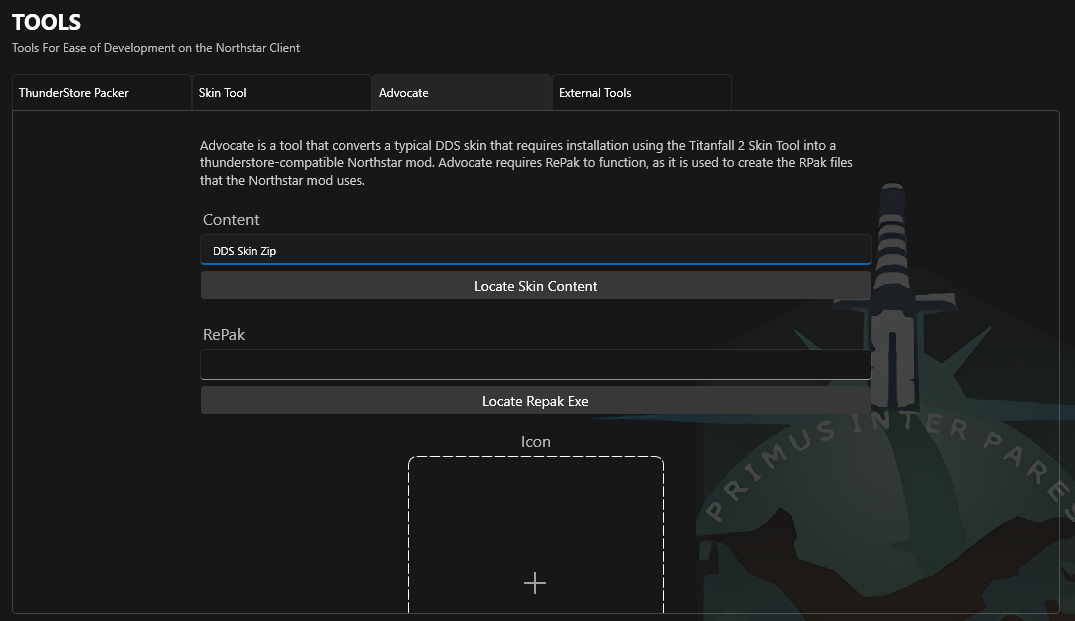 TOOLS
Tools For Ease of Development on the Northstar Client
ThunderStore Packer
Skin Tool
Advocate
External Tools
Advocate is a tool that converts a typical DDS skin that requires installation using the Titanfall 2 Skin Tool into a
thunderstore-compatible Northstar mod. Advocate requires RePak to function, as it is used to create the RPak files
that the Northstar mod uses.
Content
DDS Skin Zip
Locate Skin Content
RePak
Locate Repak Exe
Icon
PRIMUS INTER PARES